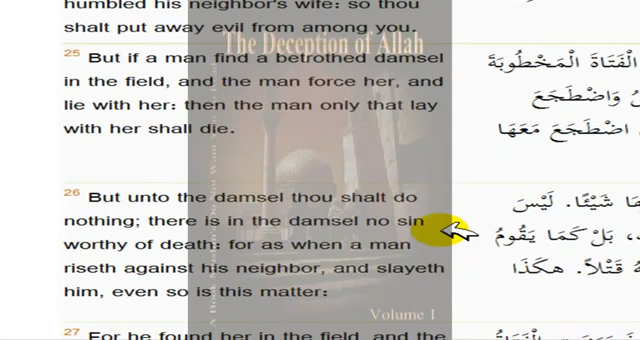 humbled his neighbor's wife: so thou
shalt put away evil from among you.
The Deception of Allah
25 But if a man find a betrothed damsel
in the field, and the man force her, and
lie with her: then the man only that lay
with her shall die.
الْفَتَاةَ الْمَخْطُوبَةَ
وَاضْطَجَعَ
اضْطَجَعَ مَعَهَا
26 But unto the damsel thou shalt do
nothing; there is in the damsel no sin
worthy of death: for as when a man
riseth against his neighbor, and slayeth
him, even so is this matter:
شَيْئًا. لَيْسَ
بَلْ كَمَا يَقُومُ
قَتْلاً. هكَذَا
Volume 1
27 For he found her in the field, and the